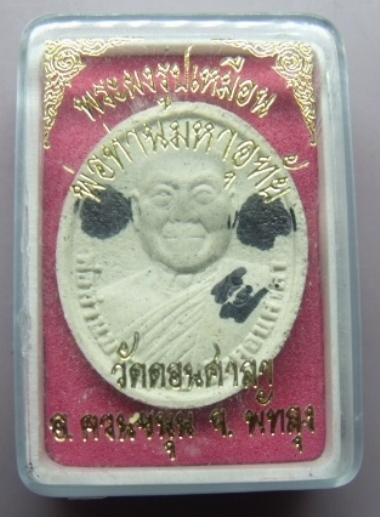 พระผงรูปเหมือน
พ่อท่านมหาอุทัย
วัดดอนศาลา
อ.ควนขนุน จ.พัทลุง